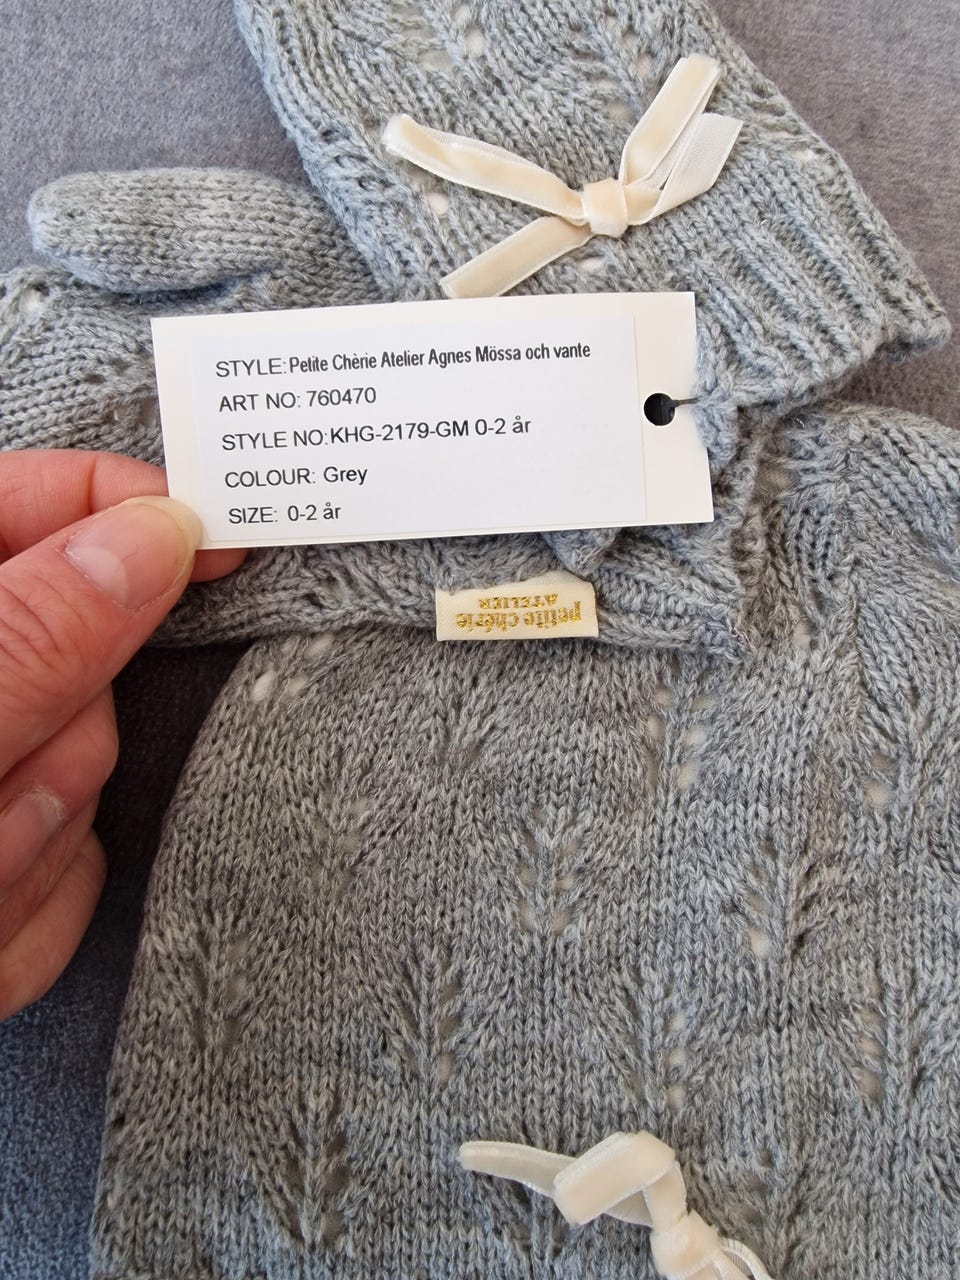 STYLE: Petite Chèrie Atelier Agnes Mössa och vante
ART NO: 760470
STYLE NO:KHG-2179-GM 0-2 år
COLOUR: Grey
SIZE: 0-2 år
petite chérie
ATELIER